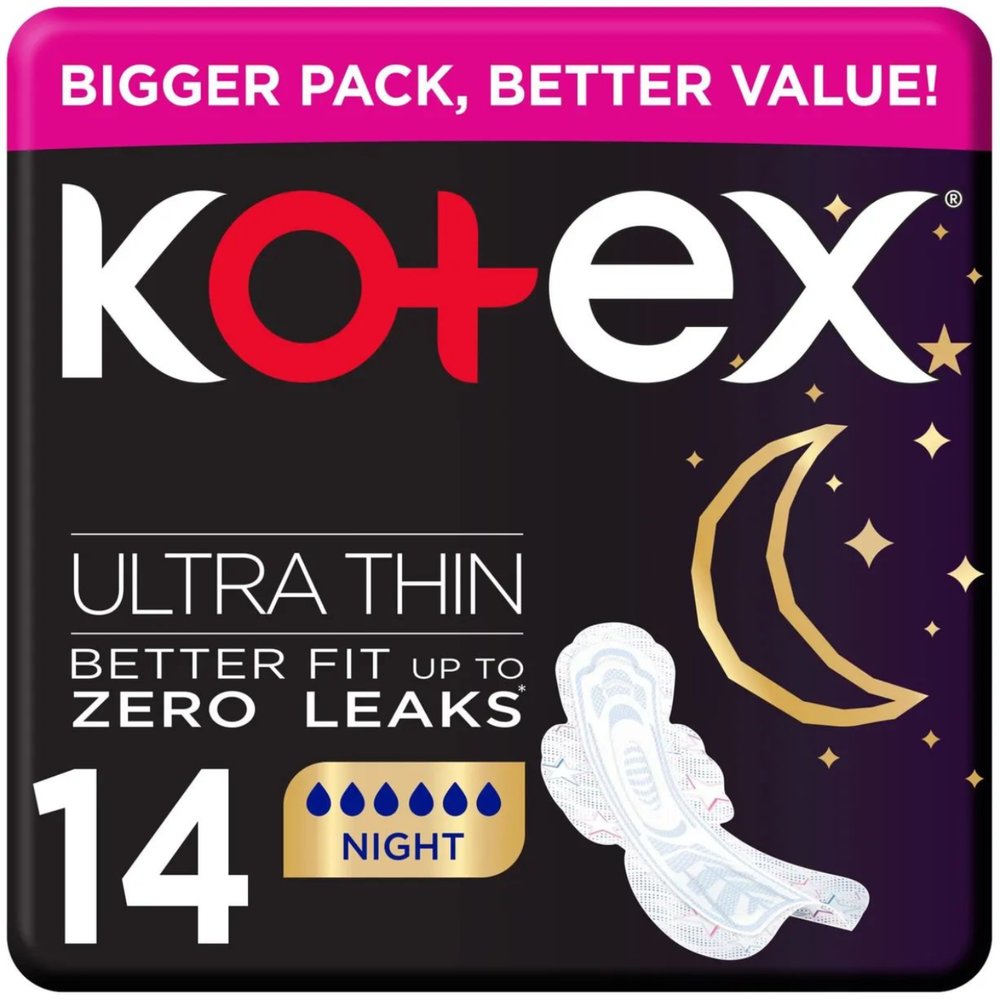 BIGGER PACK, BETTER VALUE!
KOTEX®
ULTRA THIN
BETTER FIT UP TO
ZERO LEAKS*
14
NIGHT